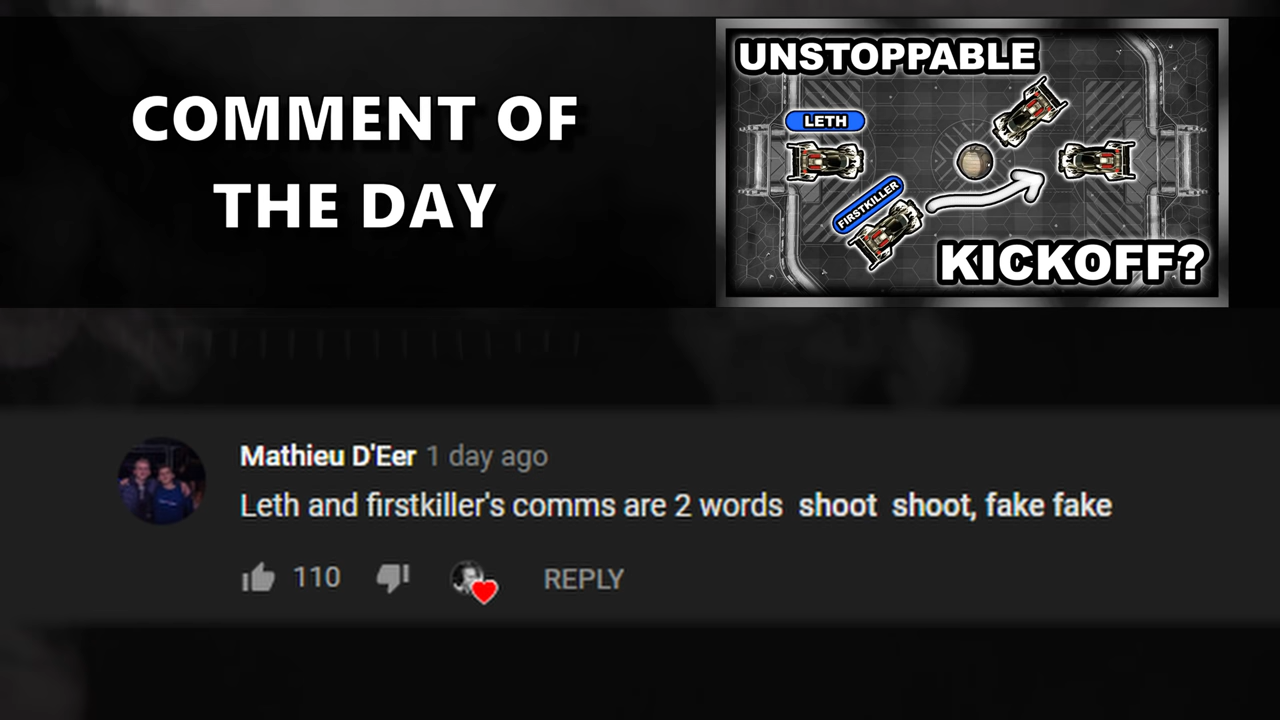 COMMENT OF
THE DAY
UNSTOPPABLE
LETH
FIRSTKILLER
KICKOFF?
Mathieu D'Eer 1 day ago
Leth and firstkiller's comms are 2 words shoot shoot, fake fake
110 REPLY